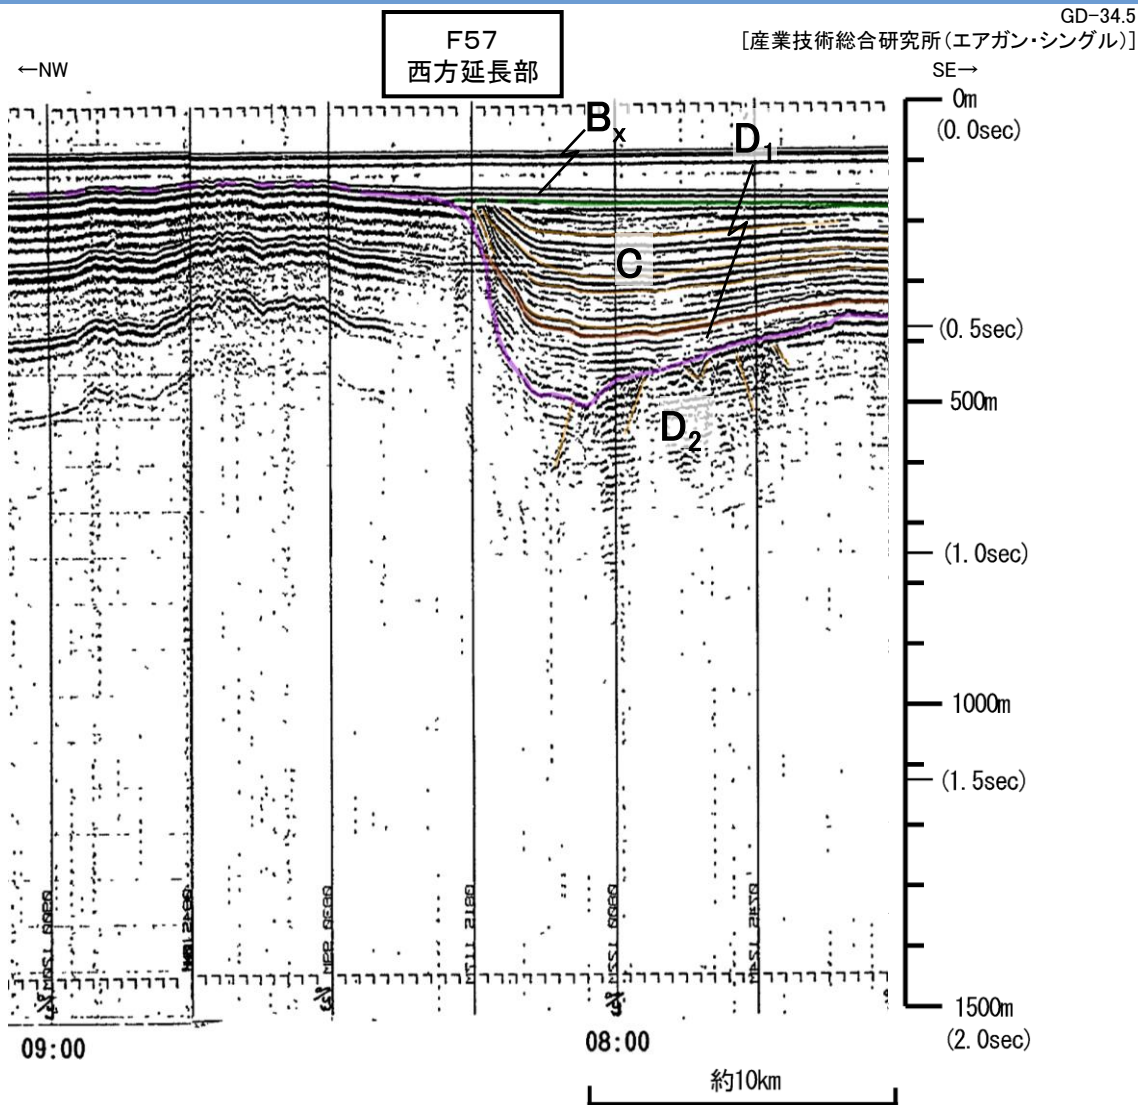 GD-34.5
[産業技術総合研究所(エアガン・シングル)]
F57
西方延長部
←NW
SE→
0m
(0.0sec)
Bx
D1
C
(0.5sec)
D2
500m
(1.0sec)
1000m
(1.5sec)
1500m
(2.0sec)
09:00
08:00
約10km